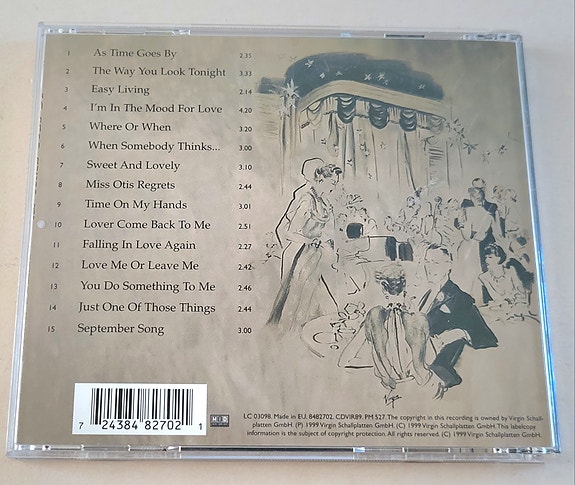 1 As Time Goes By 2.35
2 The Way You Look Tonight 3.33
3 Easy Living 2.14
4 I'm In The Mood For Love 4.20
5 Where Or When 3.20
6 When Somebody Thinks... 3.00
7 Sweet And Lovely 3.10
8 Miss Otis Regrets 2.44
9 Time On My Hands 3.01
10 Lover Come Back To Me 2.51
11 Falling In Love Again 2.27
12 Love Me Or Leave Me 2.42
13 You Do Something To Me 2.46
14 Just One Of Those Things 2.44
15 September Song 3.00
7 24384 82702 1
LC 03098. Made in EU. 8482702. CDVIR89. PM 527. The copyright in this recording is owned by Virgin Schall-
platten GmbH. (P) 1999 Virgin Schallplatten GmbH. (C) 1999 Virgin Schallplatten GmbH. This labelcopy
information is the subject of copyright protection. All rights reserved. (C) 1999 Virgin Schallplatten GmbH.